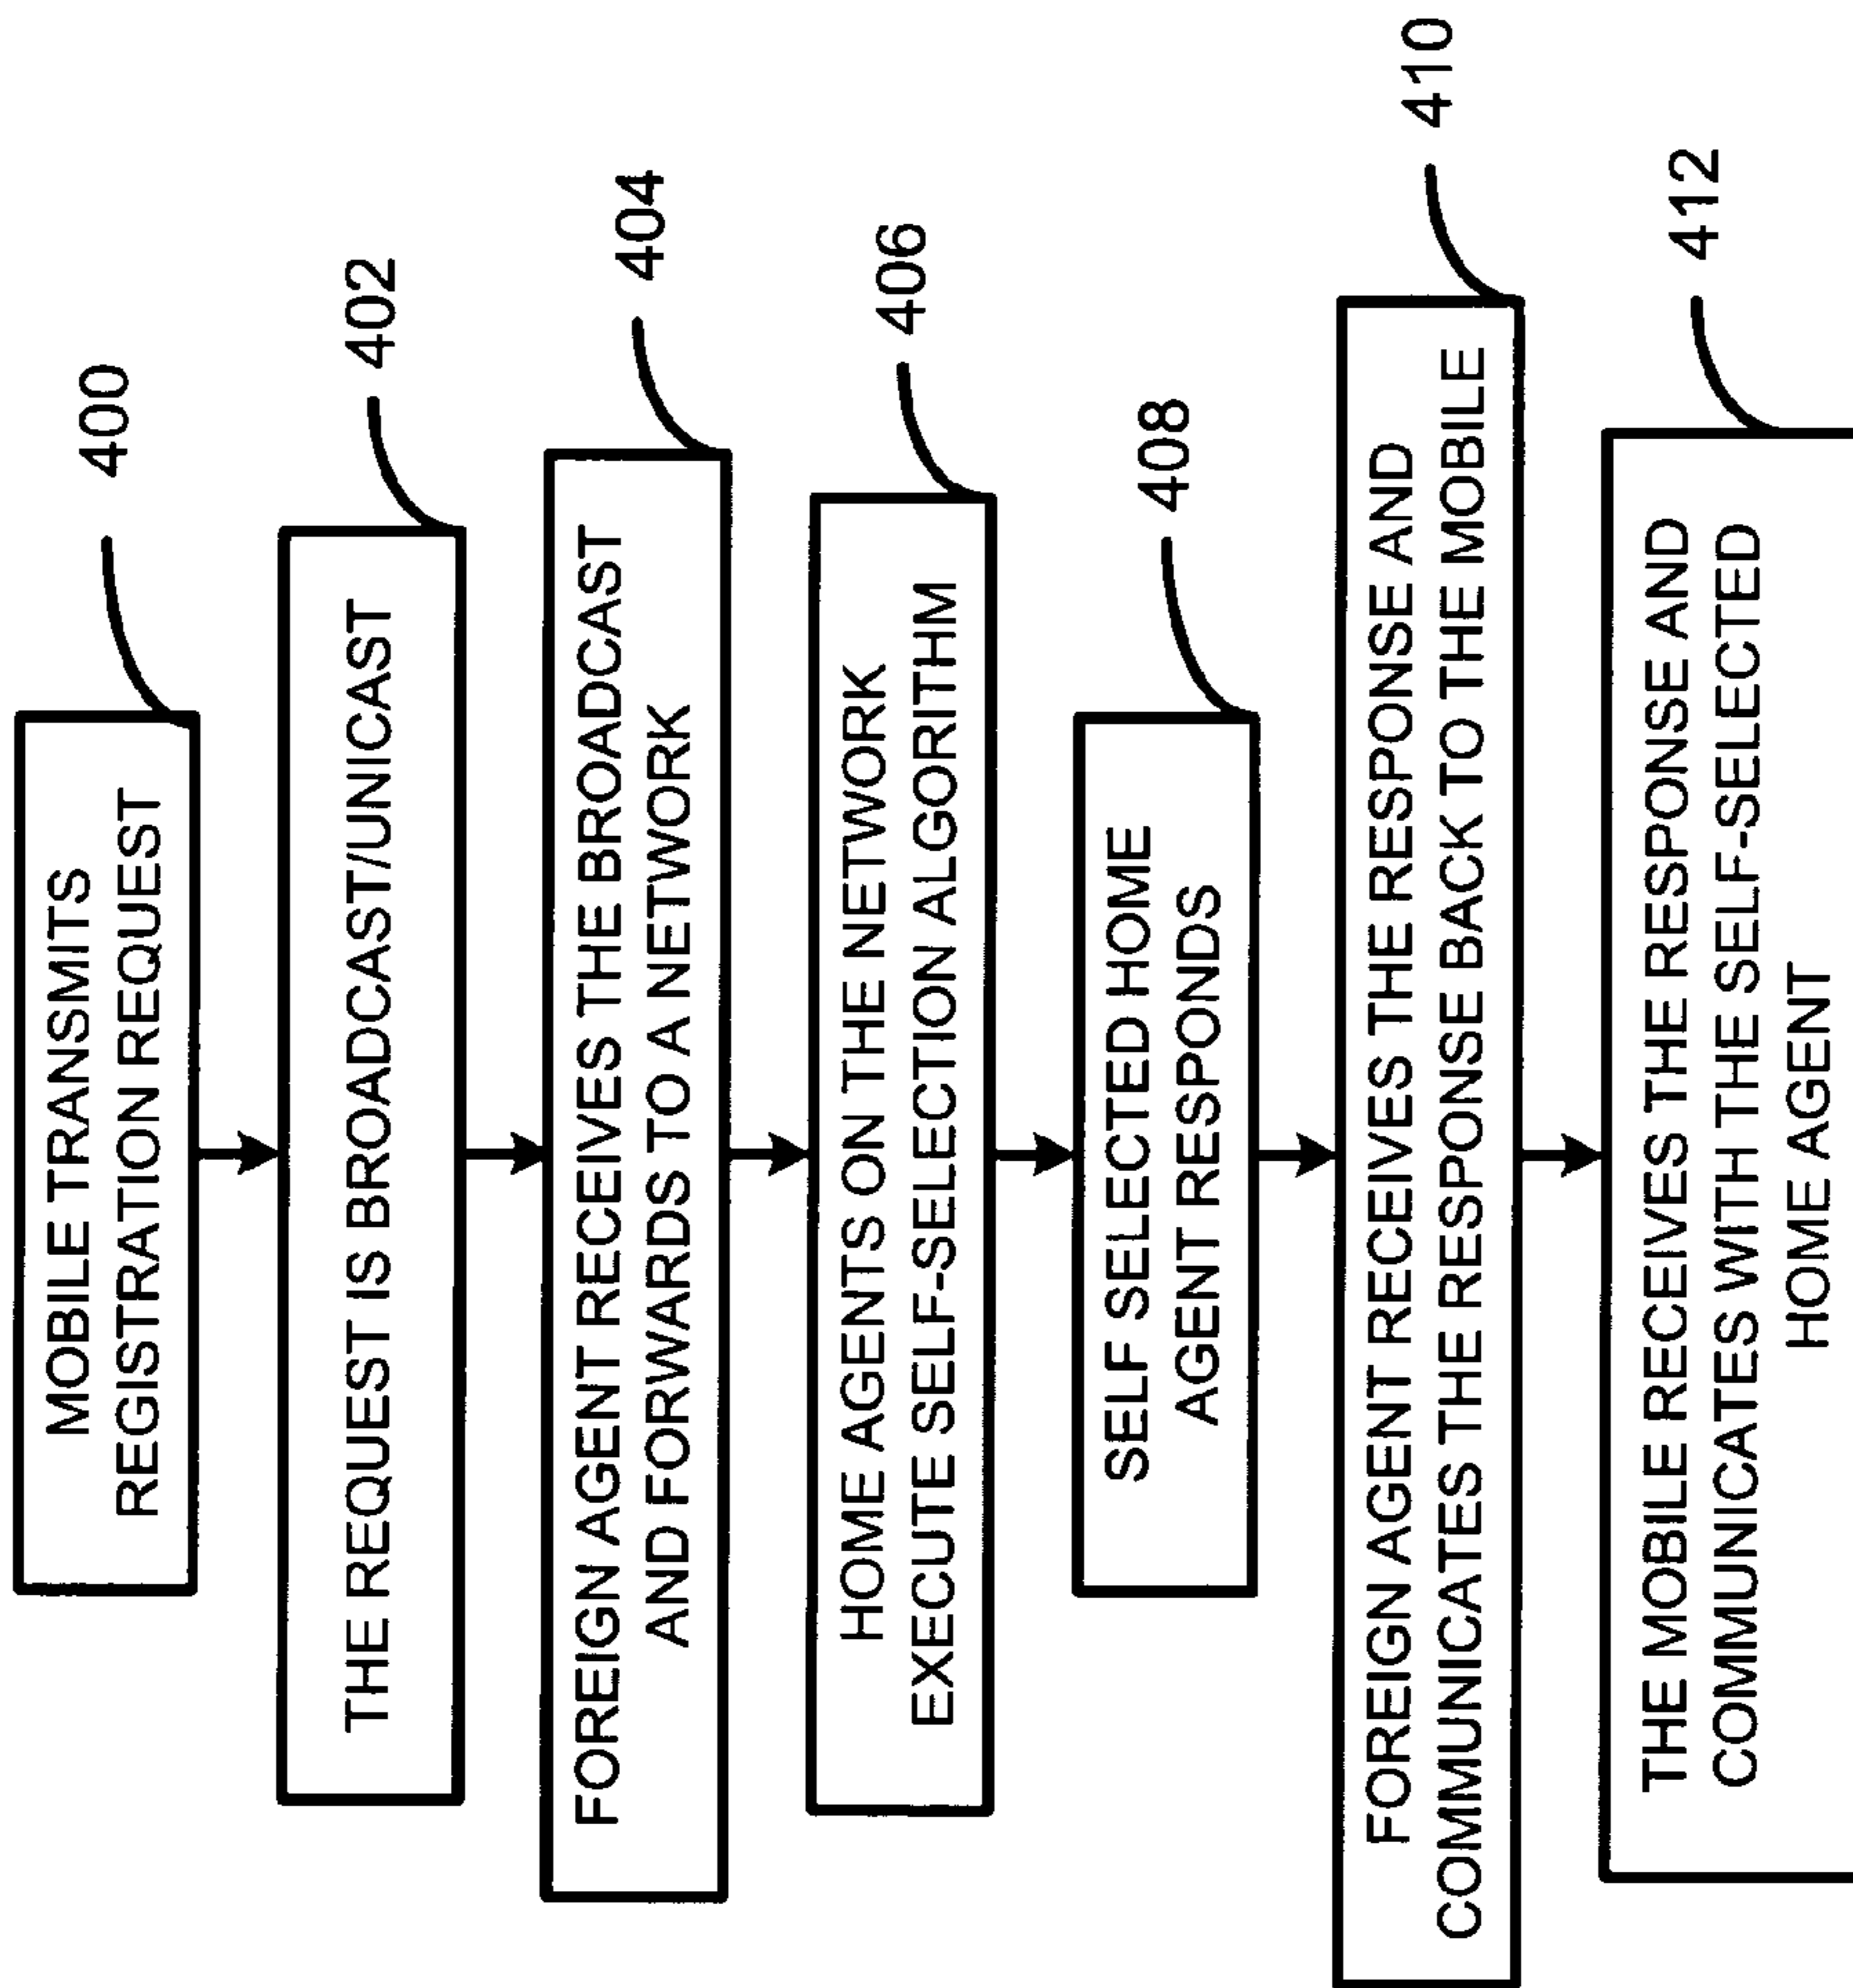 400
MOBILE TRANSMITS
REGISTRATION REQUEST
402
THE REQUEST IS BROADCAST/UNICAST
404
FOREIGN AGENT RECEIVES THE BROADCAST
AND FORWARDS TO A NETWORK
406
HOME AGENTS ON THE NETWORK
EXECUTE SELF-SELECTION ALGORITHM
408
SELF SELECTED HOME
AGENT RESPONDS
410
FOREIGN AGENT RECEIVES THE RESPONSE AND
COMMUNICATES THE RESPONSE BACK TO THE MOBILE
412
THE MOBILE RECEIVES THE RESPONSE AND
COMMUNICATES WITH THE SELF-SELECTED
HOME AGENT